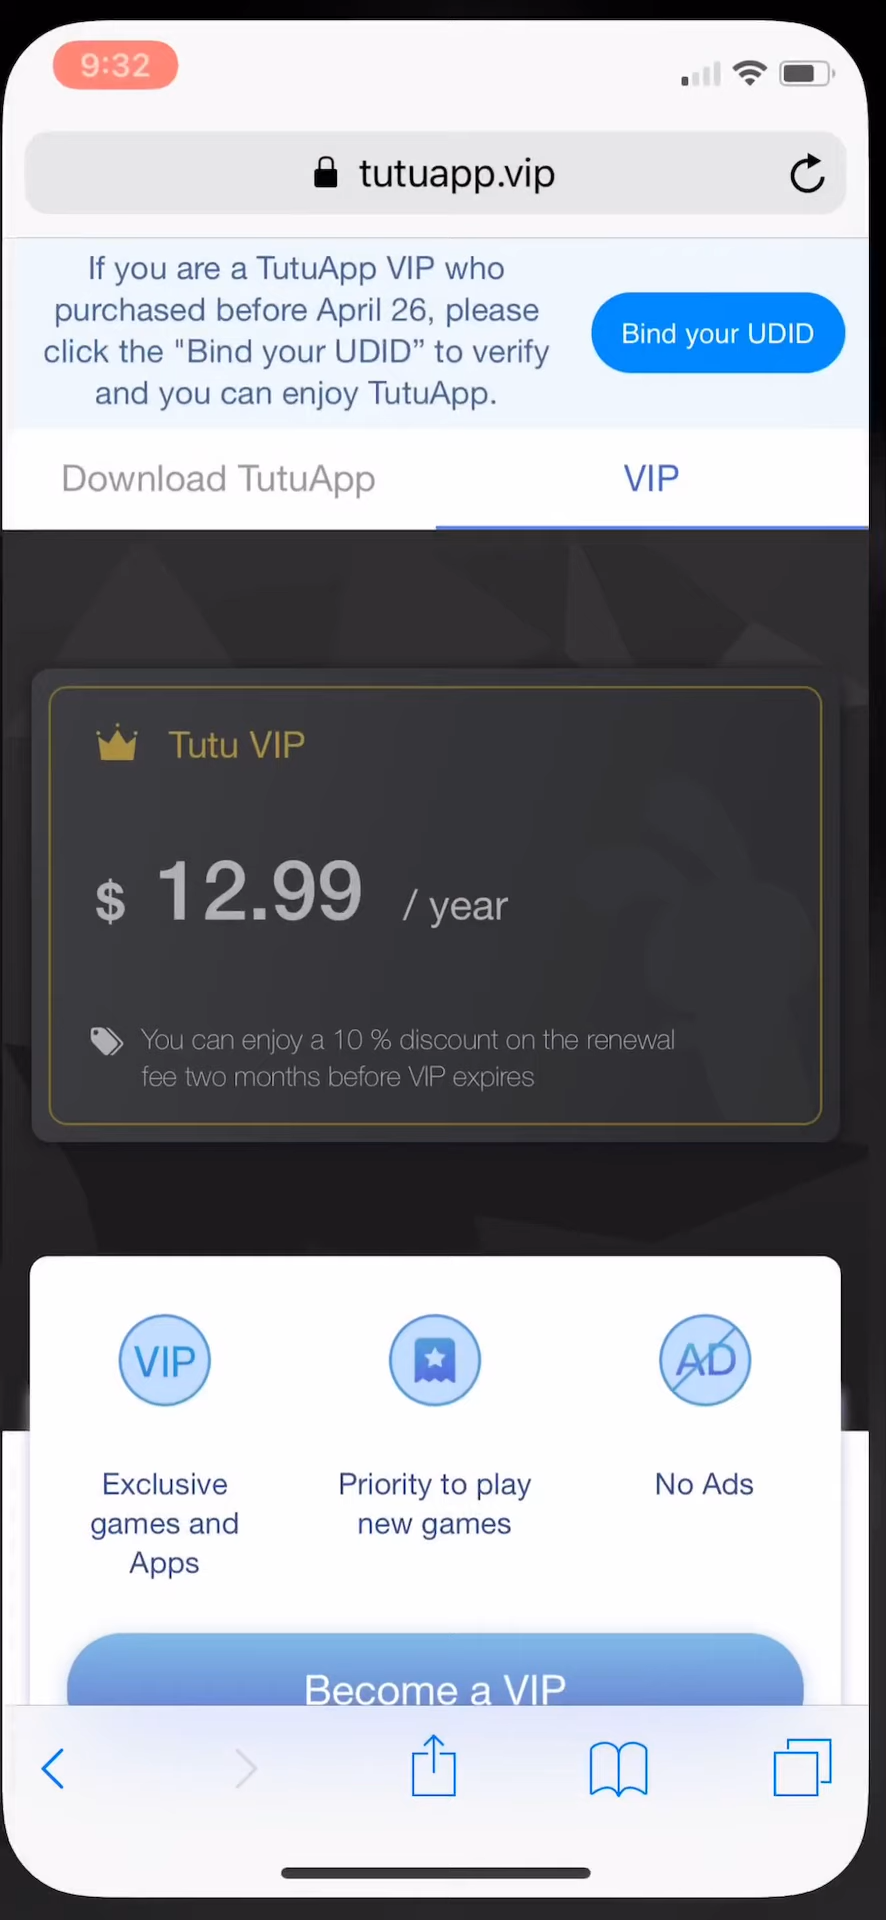 9:32
tutuapp.vip
If you are a TutuApp VIP who
purchased before April 26, please
click the "Bind your UDID” to verify
and you can enjoy TutuApp.
Bind your UDID
Download TutuApp
VIP
Tutu VIP
$ 12.99 / year
You can enjoy a 10 % discount on the renewal
fee two months before VIP expires
VIP
AD
Exclusive
games and
Apps
Priority to play
new games
No Ads
Become a VIP